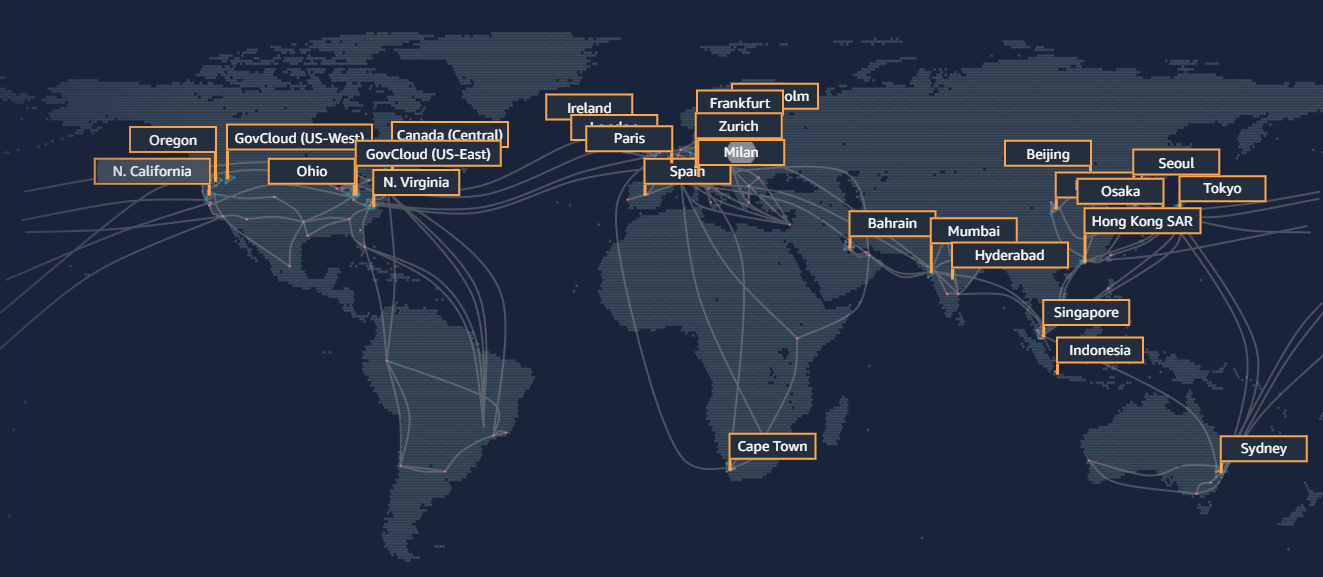 Oregon
GovCloud (US-West)
Canada (Central)
GovCloud (US-East)
N. California
Ohio
N. Virginia
Ireland
Paris
olm
Frankfurt
Zurich
Milan
Spain
Bahrain
Mumbai
Hyderabad
Beijing
Seoul
Osaka
Tokyo
Hong Kong SAR
Singapore
Indonesia
Cape Town
Sydney